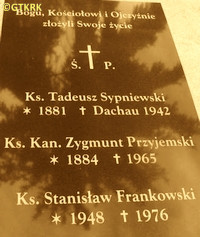 ©GTKRK
Bogu, Kościołowi i Ojczyźnie
złożyli Swoje życie
Ś. † P.
Ks. Tadeusz Sypniewski
✶ 1881 † Dachau 1942
Ks. Kan. Zygmunt Przyjemski
✶ 1884 † 1965
Ks. Stanisław Frankowski
✶ 1948 † 1976